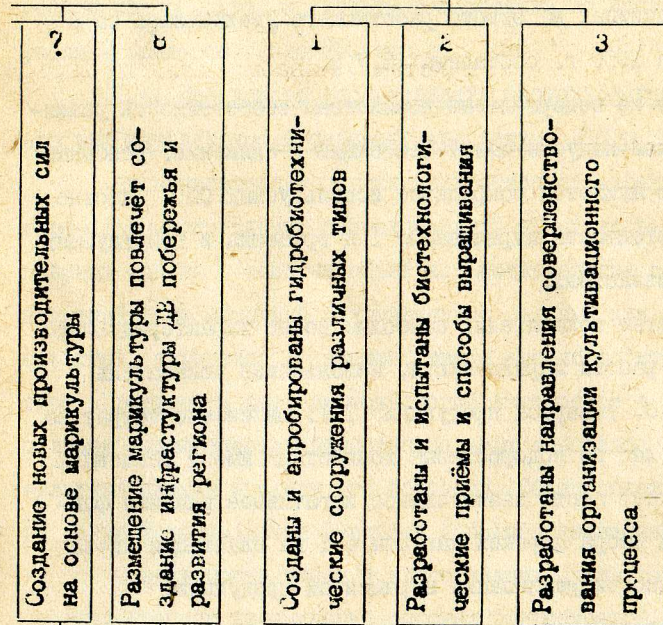 ?
Создание новых производительных сил
на основе марикультуры
Размещение марикультуры повлечёт со-
здание инфрастуктуры ДВ побережья и
развития региона
1
Созданы и апробированы гидробиотехни-
ческие сооружения различных типов
2
Разработаны и испытаны биотехнологи-
ческие приёмы и способы выращивания
3
Разработаны направления совершенство-
вания организации культивационнго
процесса